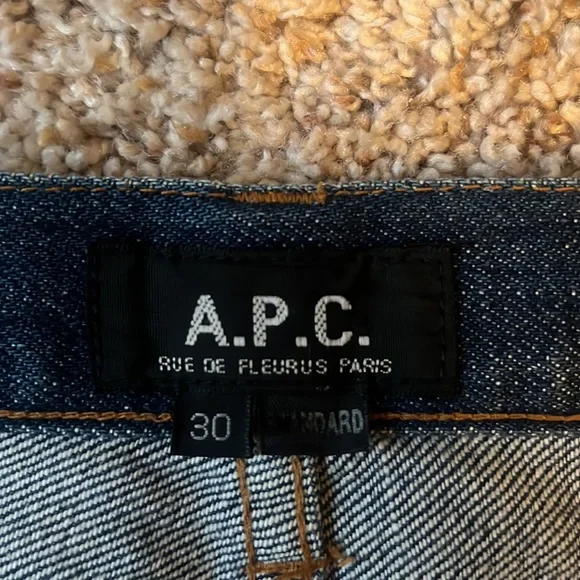 A.P.C.
RUE DE FLEURUS PARIS
30 STANDARD